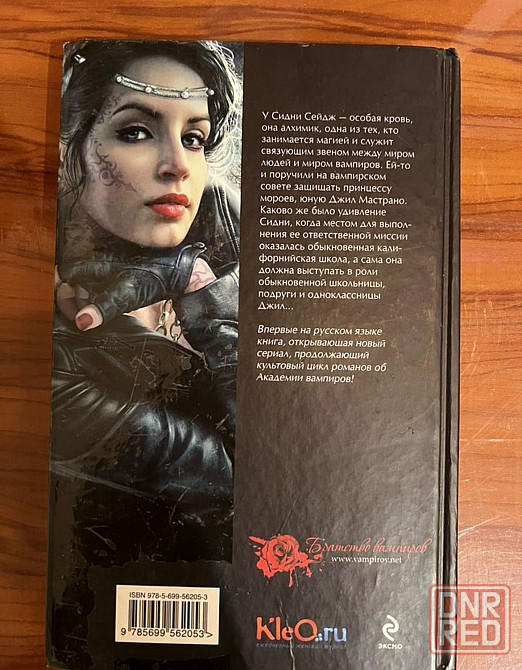 У Сидни Сейдж — особая кровь,
она алхимик, одна из тех, кто
занимается магией и служит
связующим звеном между миром
людей и миром вампиров. Ей-то
и поручили на вампирском
совете защищать принцессу
мороев, юную Джил Мастрано.
Каково же было удивление
Сидни, когда местом для выпол-
нения ее ответственной миссии
оказалась обыкновенная кали-
форнийская школа, а сама она
должна выступать в роли
обыкновенной школьницы,
подруги и одноклассницы
Джил...
Впервые на русском языке
книга, открывающая новый
сериал, продолжающий
культовый цикл романов об
Академии вампиров!
Братство вампиров
www.vampirov.net
ISBN 978-5-699-56205-3
9 785699 562053 >
KleO.ru
ежедневный женский журнал
ЭКСМО
DNR
RED